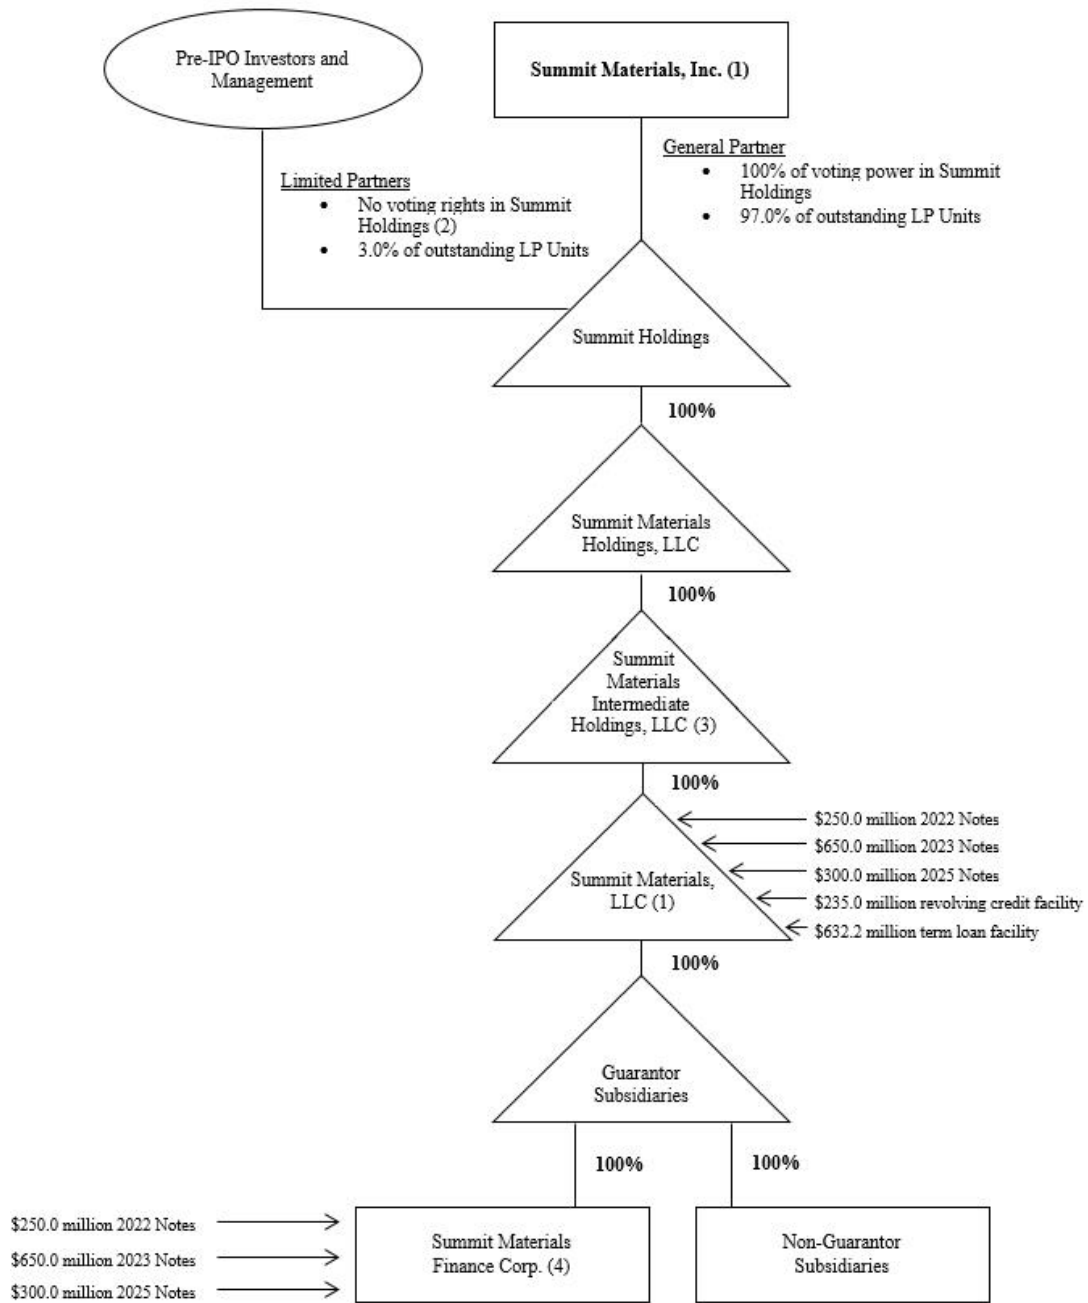 Pre-IPO Investors and
Management
Summit Materials, Inc. (1)
General Partner
• 100% of voting power in Summit
Holdings
• 97.0% of outstanding LP Units
Limited Partners
• No voting rights in Summit
Holdings (2)
• 3.0% of outstanding LP Units
Summit Holdings
100%
Summit Materials
Holdings, LLC
100%
Summit
Materials
Intermediate
Holdings, LLC (3)
100%
$250.0 million 2022 Notes
$650.0 million 2023 Notes
$300.0 million 2025 Notes
$235.0 million revolving credit facility
$632.2 million term loan facility
Summit Materials,
LLC (1)
100%
Guarantor
Subsidiaries
100%
100%
$250.0 million 2022 Notes
$650.0 million 2023 Notes
$300.0 million 2025 Notes
Summit Materials
Finance Corp. (4)
Non-Guarantor
Subsidiaries